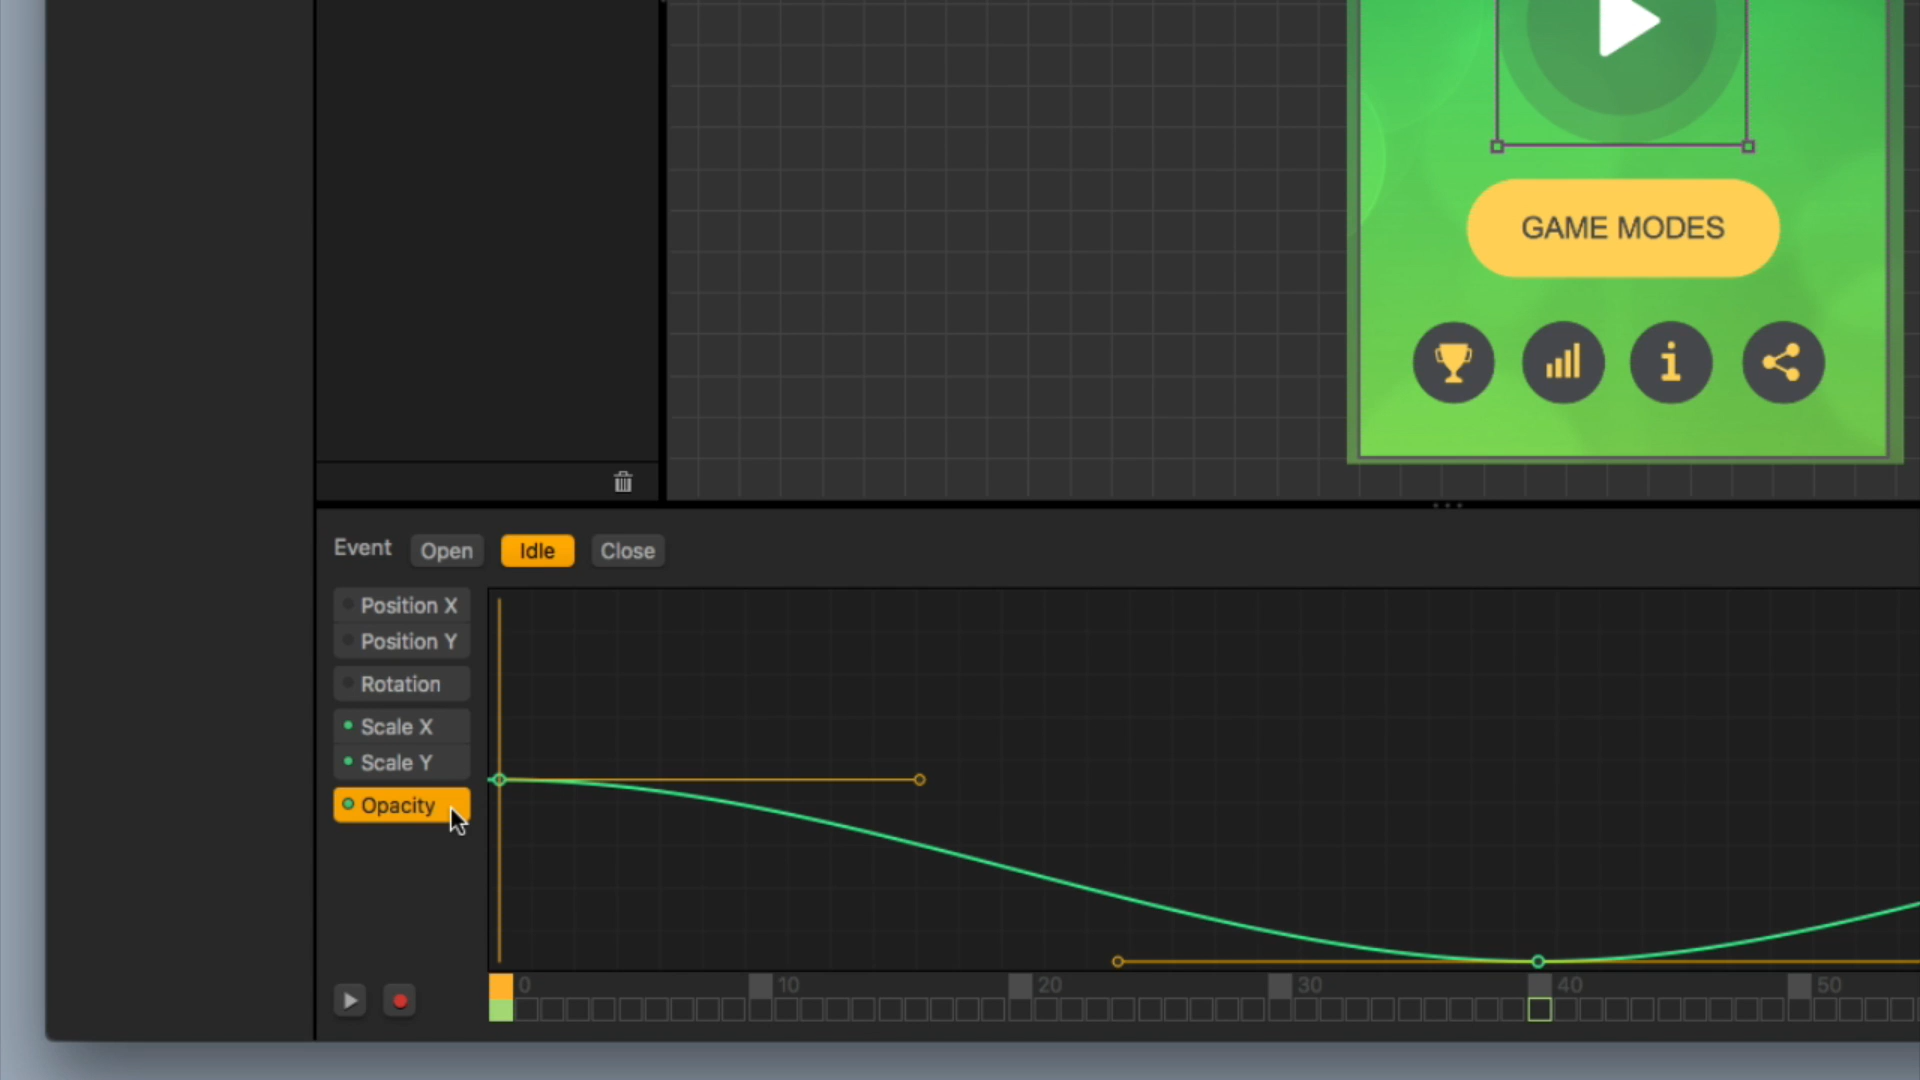 GAME MODES
i
Event Open Idle Close
Position X
Position Y
Rotation
Scale X
Scale Y
Opacity
0 10 20 30 40 50